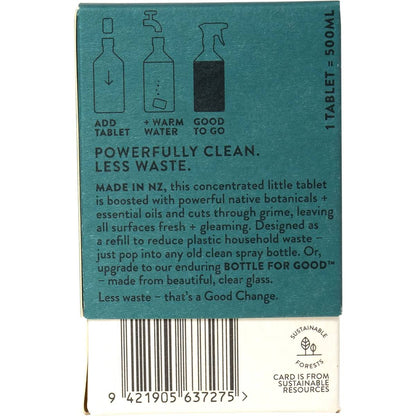 ADD
TABLET
+ WARM
WATER
GOOD
TO GO
1 TABLET = 500ML
POWERFULLY CLEAN.
LESS WASTE.
MADE IN NZ, this concentrated little tablet
is boosted with powerful native botanicals +
essential oils and cuts through grime, leaving
all surfaces fresh + gleaming. Designed as
a refill to reduce plastic household waste –
just pop into any old clean spray bottle. Or,
upgrade to our enduring BOTTLE FOR GOOD™
– made from beautiful, clear glass.
Less waste – that's a Good Change.
9 421905 637275 >
SUSTAINABLE
FORESTS
CARD IS FROM
SUSTAINABLE
RESOURCES